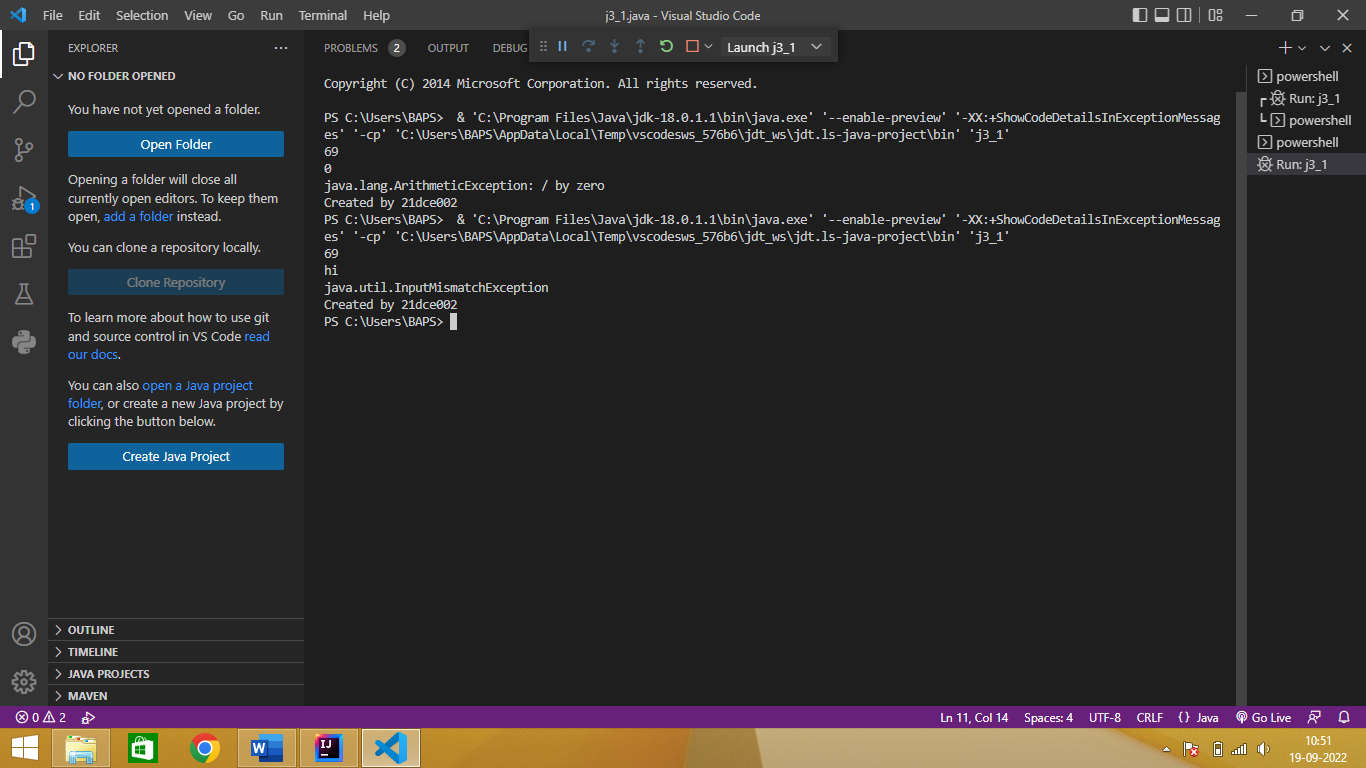 File Edit Selection View Go Run Terminal Help
j3_1.java - Visual Studio Code
EXPLORER
NO FOLDER OPENED
You have not yet opened a folder.
Open Folder
Opening a folder will close all
currently open editors. To keep them
open, add a folder instead.
You can clone a repository locally.
Clone Repository
To learn more about how to use git
and source control in VS Code read
our docs.
You can also open a Java project
folder, or create a new Java project by
clicking the button below.
Create Java Project
OUTLINE
TIMELINE
JAVA PROJECTS
MAVEN
1
PROBLEMS 2 OUTPUT DEBUG
Launch j3_1
Copyright (C) 2014 Microsoft Corporation. All rights reserved.
PS C:\Users\BAPS>  & 'C:\Program Files\Java\jdk-18.0.1.1\bin\java.exe' '--enable-preview' '-XX:+ShowCodeDetailsInExceptionMessag
es' '-cp' 'C:\Users\BAPS\AppData\Local\Temp\vscodesws_576b6\jdt_ws\jdt.ls-java-project\bin' 'j3_1'
69
0
java.lang.ArithmeticException: / by zero
Created by 21dce002
PS C:\Users\BAPS>  & 'C:\Program Files\Java\jdk-18.0.1.1\bin\java.exe' '--enable-preview' '-XX:+ShowCodeDetailsInExceptionMessag
es' '-cp' 'C:\Users\BAPS\AppData\Local\Temp\vscodesws_576b6\jdt_ws\jdt.ls-java-project\bin' 'j3_1'
69
hi
java.util.InputMismatchException
Created by 21dce002
PS C:\Users\BAPS>
powershell
Run: j3_1
powershell
powershell
Run: j3_1
0 2
Ln 11, Col 14 Spaces: 4 UTF-8 CRLF {} Java Go Live
W IJ
10:51
19-09-2022